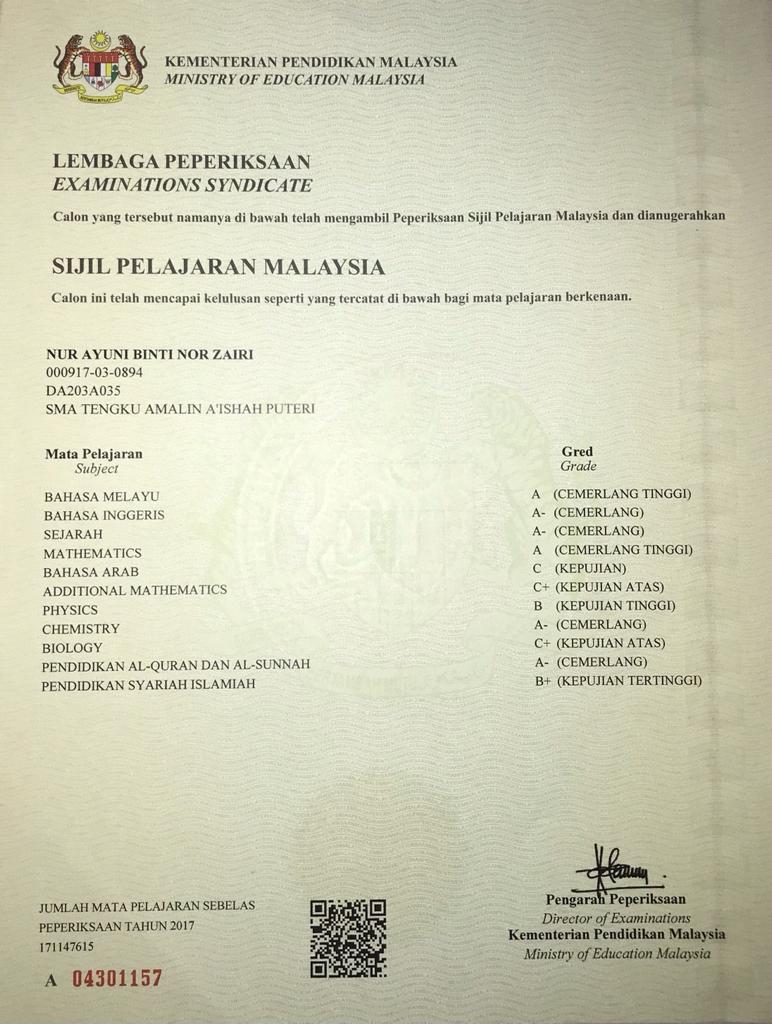 KEMENTERIAN PENDIDIKAN MALAYSIA
MINISTRY OF EDUCATION MALAYSIA
LEMBAGA PEPERIKSAAN
EXAMINATIONS SYNDICATE
Calon yang tersebut namanya di bawah telah mengambil Peperiksaan Sijil Pelajaran Malaysia dan dianugerahkan
SIJIL PELAJARAN MALAYSIA
Calon ini telah mencapai kelulusan seperti yang tercatat di bawah bagi mata pelajaran berkenaan.
NUR AYUNI BINTI NOR ZAIRI
000917-03-0894
DA203A035
SMA TENGKU AMALIN A'ISHAH PUTERI
Mata Pelajaran Gred
Subject Grade
BAHASA MELAYU A (CEMERLANG TINGGI)
BAHASA INGGERIS A- (CEMERLANG)
SEJARAH A- (CEMERLANG)
MATHEMATICS A (CEMERLANG TINGGI)
BAHASA ARAB C (KEPUJIAN)
ADDITIONAL MATHEMATICS C+ (KEPUJIAN ATAS)
PHYSICS B (KEPUJIAN TINGGI)
CHEMISTRY A- (CEMERLANG)
BIOLOGY C+ (KEPUJIAN ATAS)
PENDIDIKAN AL-QURAN DAN AL-SUNNAH A- (CEMERLANG)
PENDIDIKAN SYARIAH ISLAMIAH B+ (KEPUJIAN TERTINGGI)
JUMLAH MATA PELAJARAN SEBELAS
PEPERIKSAAN TAHUN 2017
171147615
A 04301157
Pengarah Peperiksaan
Director of Examinations
Kementerian Pendidikan Malaysia
Ministry of Education Malaysia